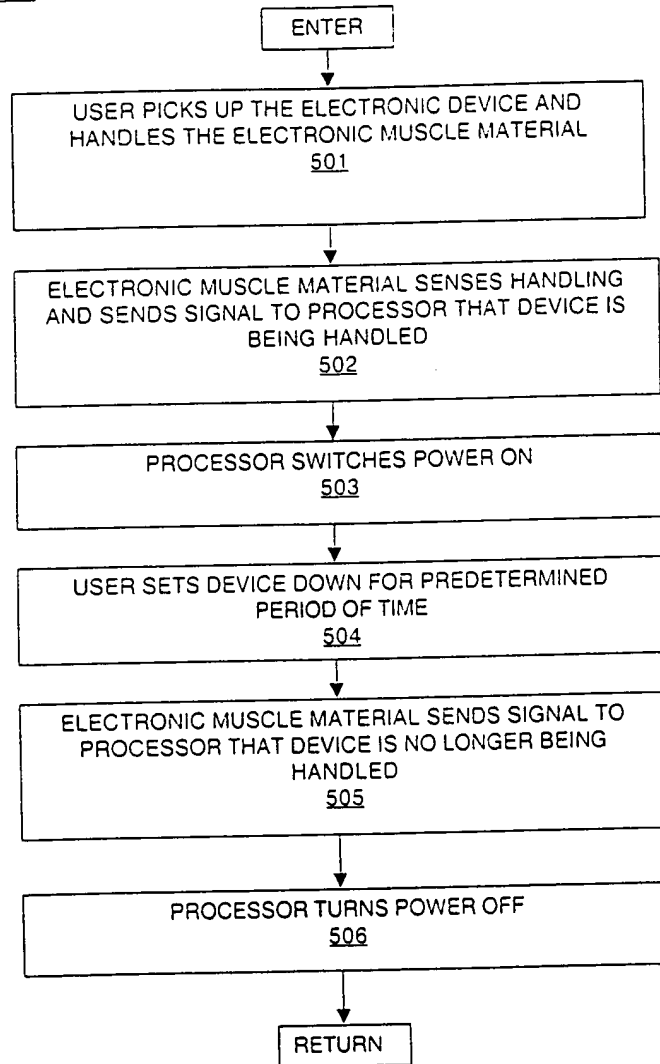 ENTER
USER PICKS UP THE ELECTRONIC DEVICE AND
HANDLES THE ELECTRONIC MUSCLE MATERIAL
501
ELECTRONIC MUSCLE MATERIAL SENSES HANDLING
AND SENDS SIGNAL TO PROCESSOR THAT DEVICE IS
BEING HANDLED
502
PROCESSOR SWITCHES POWER ON
503
USER SETS DEVICE DOWN FOR PREDETERMINED
PERIOD OF TIME
504
ELECTRONIC MUSCLE MATERIAL SENDS SIGNAL TO
PROCESSOR THAT DEVICE IS NO LONGER BEING
HANDLED
505
PROCESSOR TURNS POWER OFF
506
RETURN